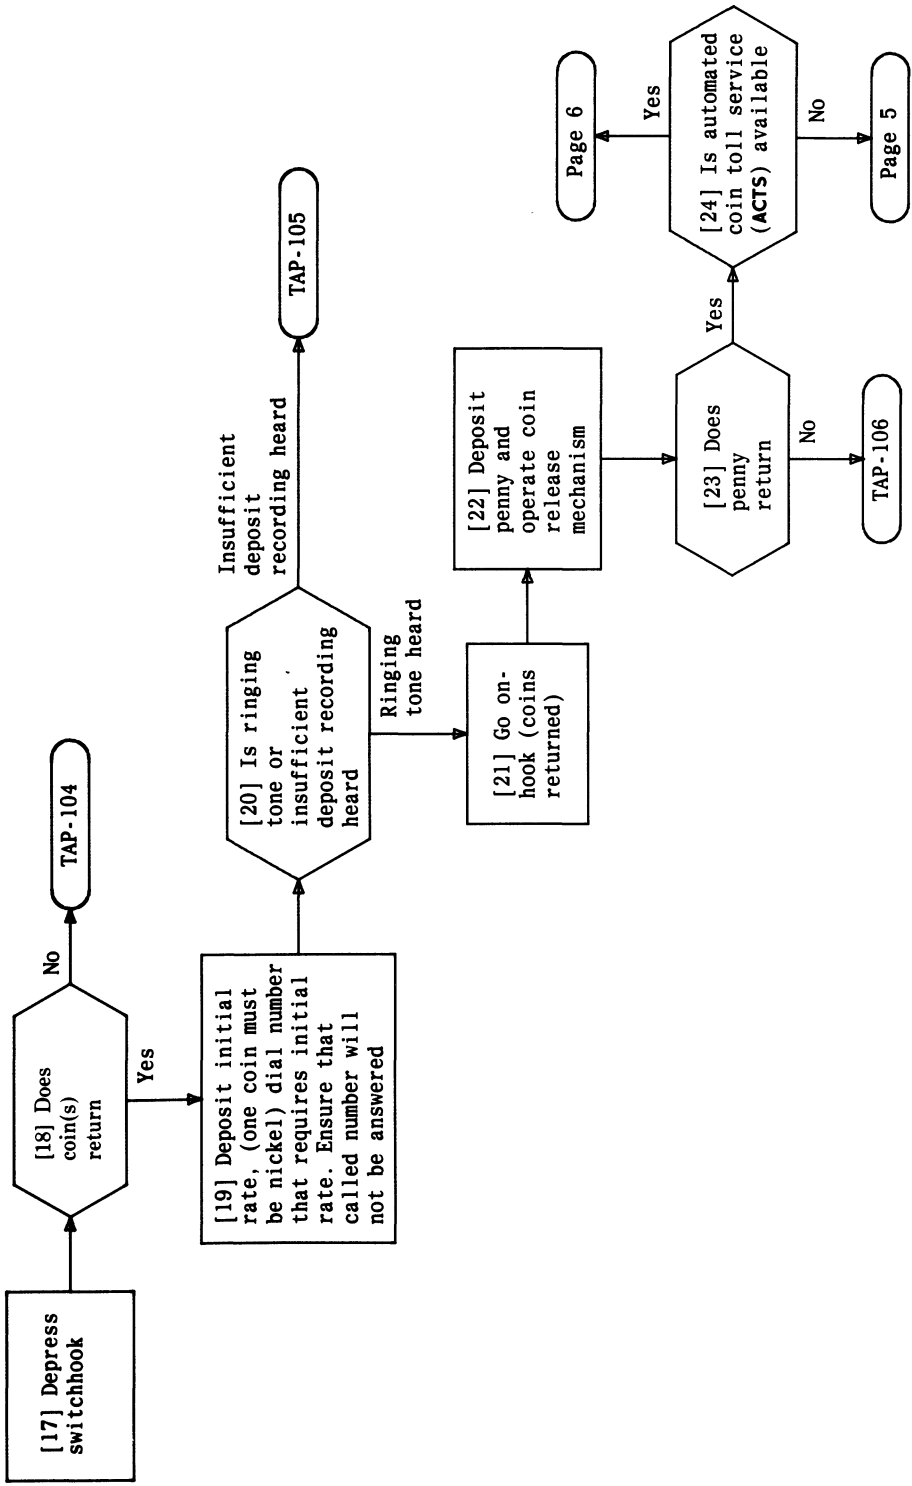 [17] Depress
switchhook
[18] Does
coin(s)
return
No
TAP-104
Yes
[19] Deposit initial
rate, (one coin must
be nickel) dial number
that requires initial
rate. Ensure that
called number will
not be answered
[20] Is ringing
tone or
insufficient
deposit recording
heard
Insufficient
deposit
recording heard
TAP-105
Ringing
tone heard
[21] Go on-
hook (coins
returned)
[22] Deposit
penny and
operate coin
release
mechanism
[23] Does
penny
return
No
TAP-106
Yes
[24] Is automated
coin toll service
(ACTS) available
Yes
Page 6
No
Page 5